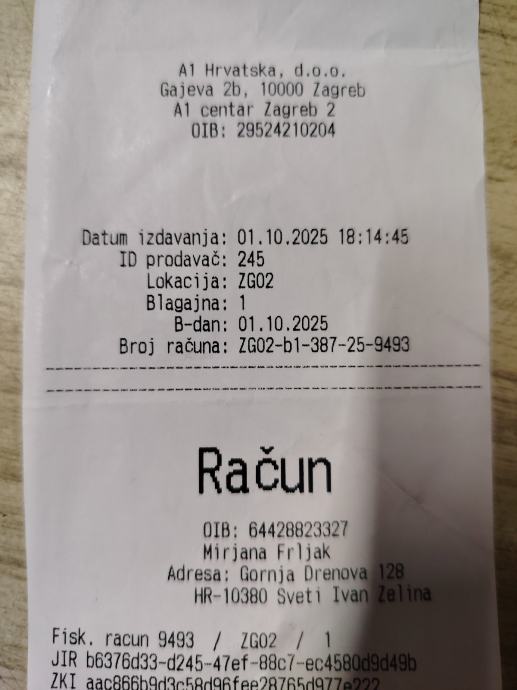 A1 Hrvatska, d.o.o.
Gajeva 2b, 10000 Zagreb
A1 centar Zagreb 2
OIB: 29524210204
Datum izdavanja: 01.10.2025 18:14:45
ID prodavač: 245
Lokacija: ZG02
Blagajna: 1
B-dan: 01.10.2025
Broj računa: ZG02-b1-387-25-9493
Račun
OIB: 64428823327
Mirjana Frljak
Adresa: Gornja Drenova 128
HR-10380 Sveti Ivan Zelina
Fisk. racun 9493 / ZG02 / 1
JIR b6376d33-d245-47ef-88c7-ec4580d9d49b
ZKI aac866b9d3c58d96fee28765d977e222